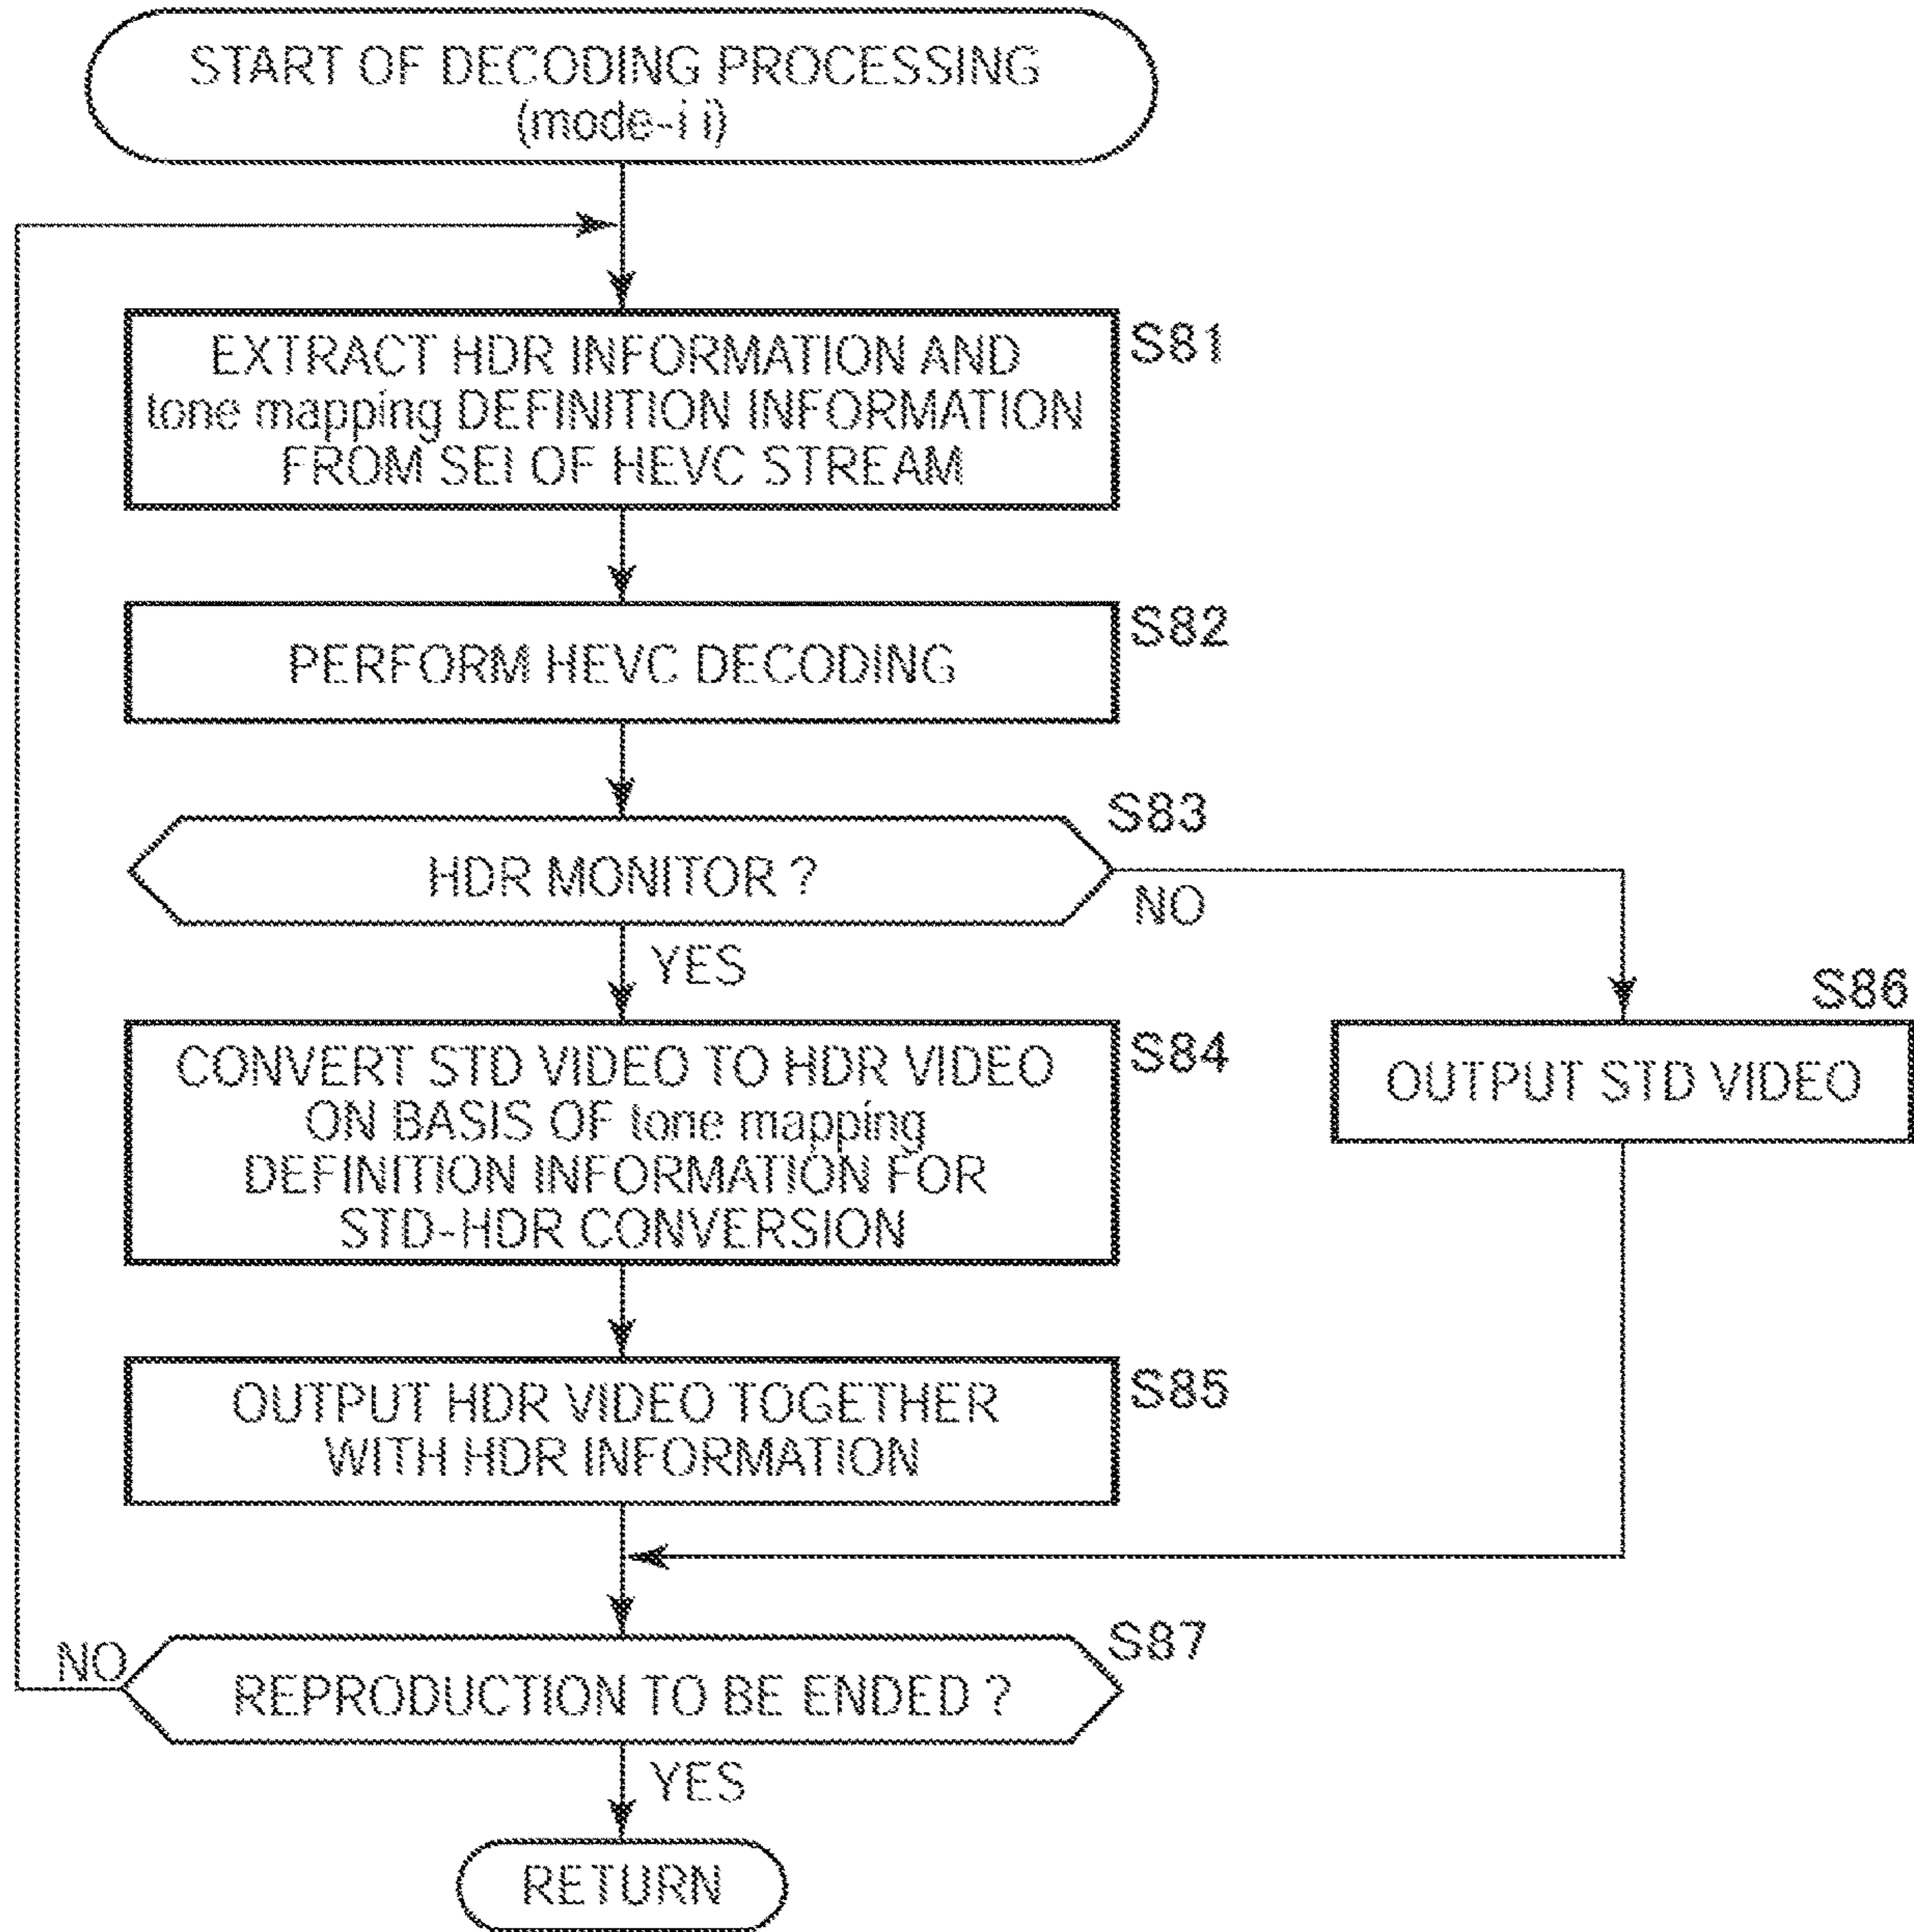 START OF DECODING PROCESSING
(mode-i i)
EXTRACT HDR INFORMATION AND
tone mapping DEFINITION INFORMATION
FROM SEI OF HEVC STREAM
S81
PERFORM HEVC DECODING
S82
HDR MONITOR ?
S83
NO
YES
CONVERT STD VIDEO TO HDR VIDEO
ON BASIS OF tone mapping
DEFINITION INFORMATION FOR
STD-HDR CONVERSION
S84
OUTPUT STD VIDEO
S86
OUTPUT HDR VIDEO TOGETHER
WITH HDR INFORMATION
S85
REPRODUCTION TO BE ENDED ?
S87
NO
YES
RETURN